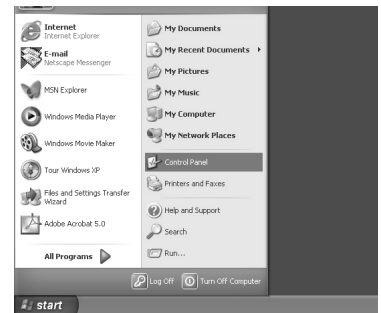 Internet
Internet Explorer
E-mail
Netscape Messenger
MSN Explorer
Windows Media Player
Windows Movie Maker
Tour Windows XP
Files and Settings Transfer
Wizard
Adobe Acrobat 5.0
All Programs
My Documents
My Recent Documents
My Pictures
My Music
My Computer
My Network Places
Control Panel
Printers and Faxes
Help and Support
Search
Run...
Log Off
Turn Off Computer
start